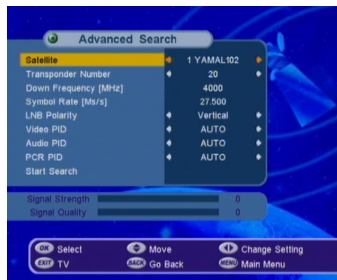 Advanced Search
Satellite 1 YAMAL102
Transponder Number 20
Down Frequency [MHz] 4000
Symbol Rate [Ms/s] 27.500
LNB Polarity Vertical
Video PID AUTO
Audio PID AUTO
PCR PID AUTO
Start Search
Signal Strength 0
Signal Quality 0
OK Select Move Change Setting
EXIT TV BACK Go Back MENU Main Menu